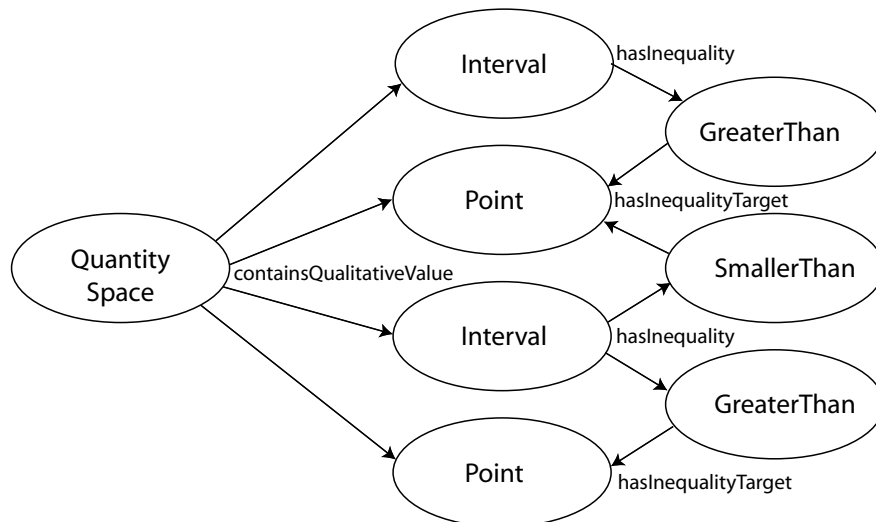 Interval
hasInequality
GreaterThan
Point
hasInequalityTarget
Quantity
Space
containsQualitativeValue
SmallerThan
Interval
hasInequality
GreaterThan
Point
hasInequalityTarget